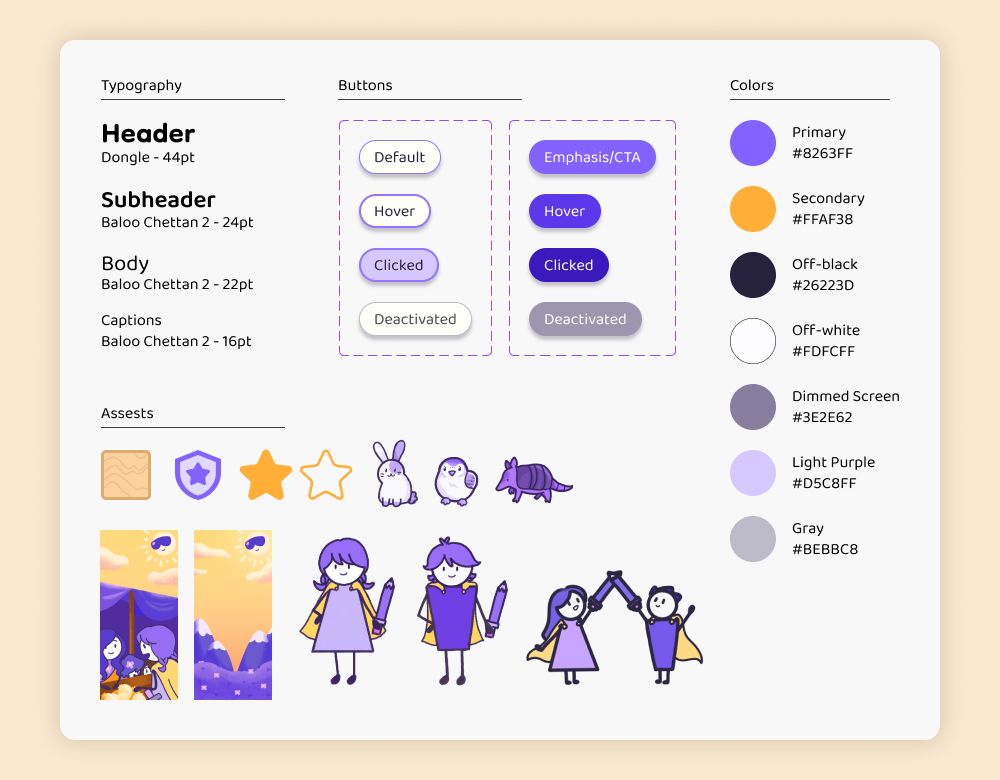 Typography
Header
Dongle - 44pt
Subheader
Baloo Chettan 2 - 24pt
Body
Baloo Chettan 2 - 22pt
Captions
Baloo Chettan 2 - 16pt
Buttons
Default
Hover
Clicked
Deactivated
Emphasis/CTA
Hover
Clicked
Deactivated
Colors
Primary
#8263FF
Secondary
#FFAF38
Off-black
#26223D
Off-white
#FDFCFF
Dimmed Screen
#3E2E62
Light Purple
#D5C8FF
Gray
#BEBBC8
Assests